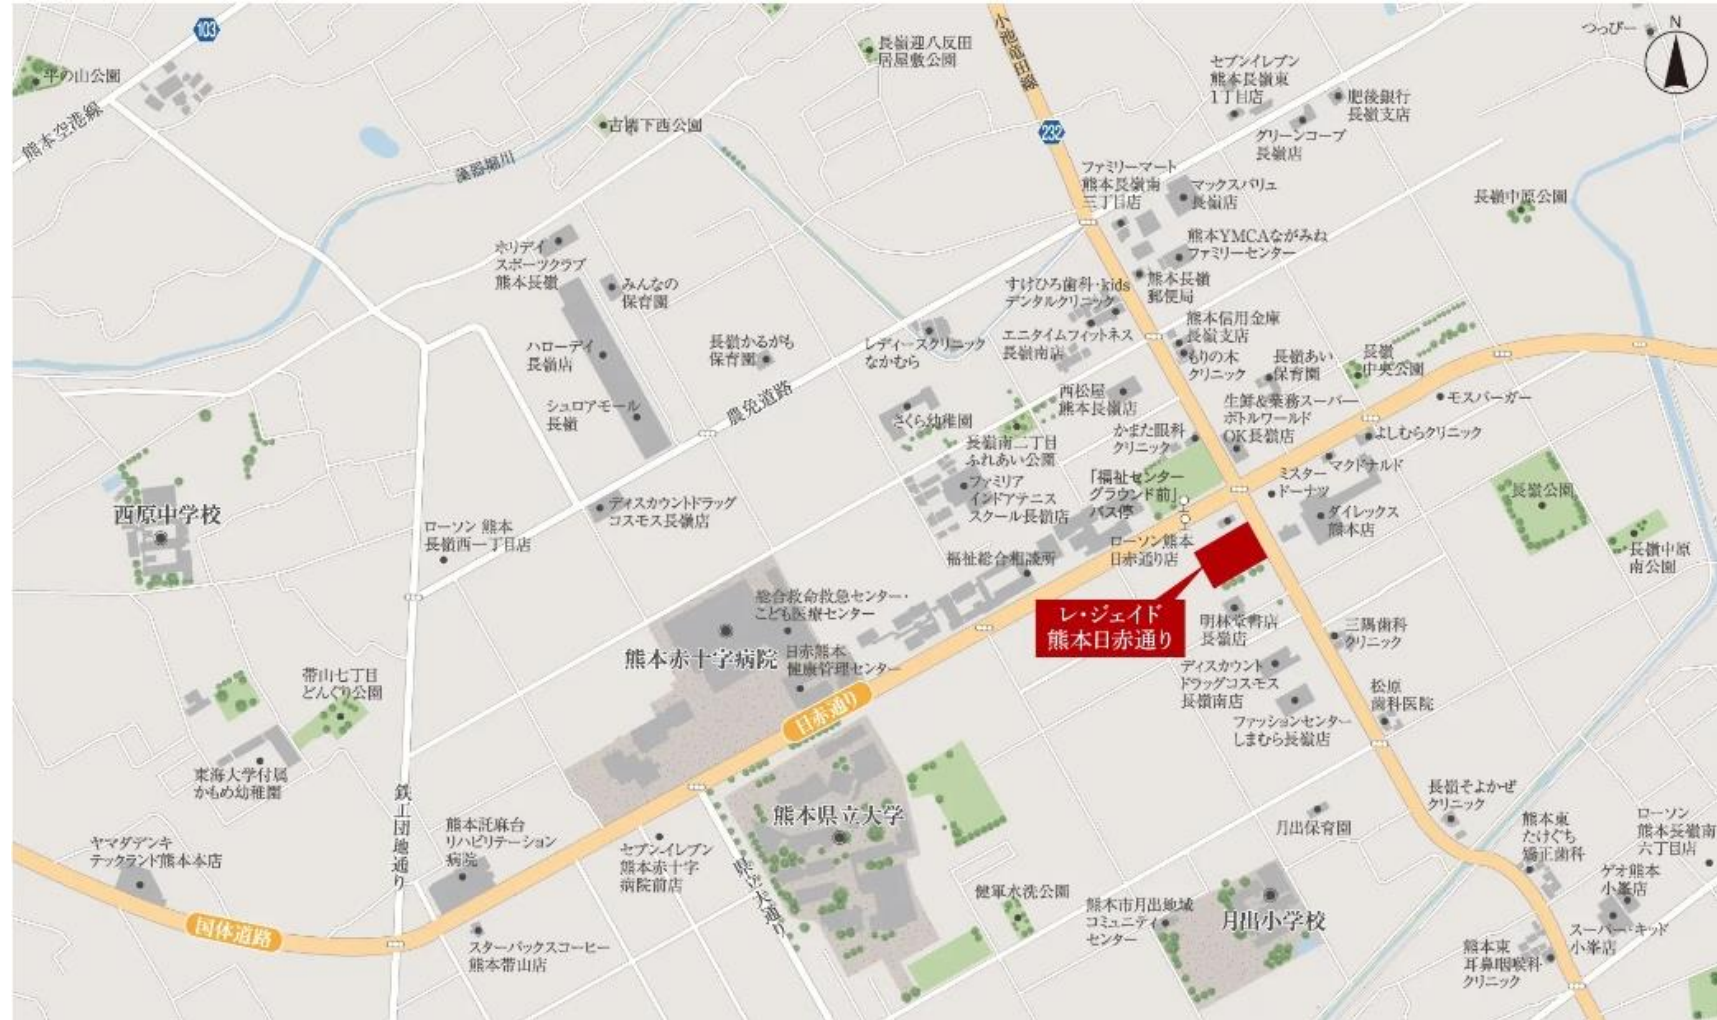 103
平の山公園
熊本空港線
藻器堀川
古閑下西公園
長嶺迎八反田
居屋敷公園
小池竜田線
232
つっぴー
N
セブンイレブン
熊本長嶺東
1丁目店
肥後銀行
長嶺支店
グリーンコープ
長嶺店
ファミリーマート
熊本長嶺南
三丁目店
マックスバリュ
長嶺店
長嶺中原公園
熊本YMCAながみね
ファミリーセンター
熊本長嶺
郵便局
すけひろ歯科・kids
デンタルクリニック
ホリデイ
スポーツクラブ
熊本長嶺
みんなの
保育園
ハローデイ
長嶺店
シュロアモール
長嶺
長嶺かるがも
保育園
農免道路
レディースクリニック
なかむら
エニタイムフィットネス
長嶺南店
熊本信用金庫
長嶺支店
もりの木
クリニック
長嶺あい
保育園
長嶺
中央公園
モスバーガー
西松屋
熊本長嶺店
生鮮&業務スーパー
ボトルワールド
OK長嶺店
さくら幼稚園
長嶺南二丁目
ふれあい公園
かまた眼科
クリニック
よしむらクリニック
マクドナルド
ミスター
ドーナツ
ファミリア
インドアテニス
スクール長嶺店
「福祉センター
グラウンド前」
バス停
ダイレックス
熊本店
長嶺公園
長嶺中原
南公園
西原中学校
ローソン 熊本
長嶺西一丁目店
ディスカウントドラッグ
コスモス長嶺店
ローソン熊本
日赤通り店
福祉総合相談所
総合救命救急センター・
こども医療センター
熊本赤十字病院
日赤熊本
健康管理センター
レ・ジェイド
熊本日赤通り
明林堂書店
長嶺店
三隅歯科
クリニック
ディスカウント
ドラッグコスモス
長嶺南店
松原
歯科医院
ファッションセンター
しまむら長嶺店
帯山七丁目
どんぐり公園
東海大学付属
かもめ幼稚園
日赤通り
鉄工団地通り
熊本県立大学
県立大通り
月出保育園
長嶺そよかぜ
クリニック
熊本東
たけぐち
矯正歯科
ローソン
熊本長嶺南
六丁目店
ヤマダデンキ
テックランド熊本本店
熊本託麻台
リハビリテーション
病院
セブン-イレブン
熊本赤十字
病院前店
健軍水洗公園
熊本市月出地域
コミュニティ
センター
月出小学校
ゲオ熊本
小峯店
スーパー・キッド
小峯店
国体道路
スターバックスコーヒー
熊本帯山店
熊本東
耳鼻咽喉科
クリニック